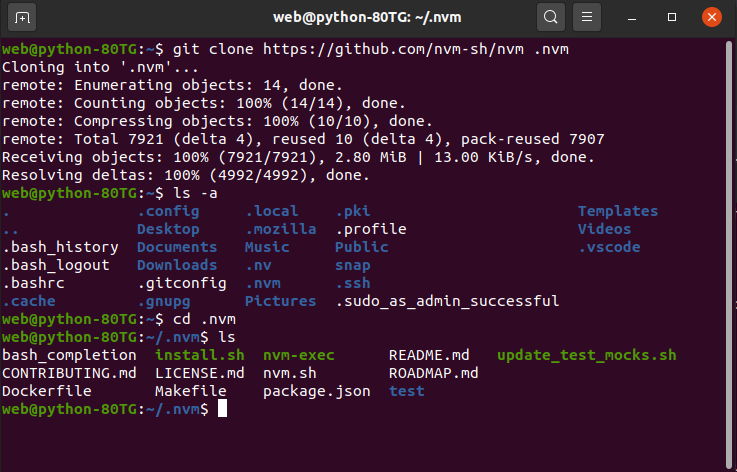 web@python-80TG: ~/.nvm
web@python-80TG:~$ git clone https://github.com/nvm-sh/nvm .nvm
Cloning into '.nvm'...
remote: Enumerating objects: 14, done.
remote: Counting objects: 100% (14/14), done.
remote: Compressing objects: 100% (10/10), done.
remote: Total 7921 (delta 4), reused 10 (delta 4), pack-reused 7907
Receiving objects: 100% (7921/7921), 2.80 MiB | 13.00 KiB/s, done.
Resolving deltas: 100% (4992/4992), done.
web@python-80TG:~$ ls -a
. .config .local .pki Templates
.. Desktop .mozilla .profile Videos
.bash_history Documents Music Public .vscode
.bash_logout Downloads .nv snap
.bashrc .gitconfig .nvm .ssh
.cache .gnupg Pictures .sudo_as_admin_successful
web@python-80TG:~$ cd .nvm
web@python-80TG:~/.nvm$ ls
bash_completion install.sh nvm-exec README.md update_test_mocks.sh
CONTRIBUTING.md LICENSE.md nvm.sh ROADMAP.md
Dockerfile Makefile package.json test
web@python-80TG:~/.nvm$